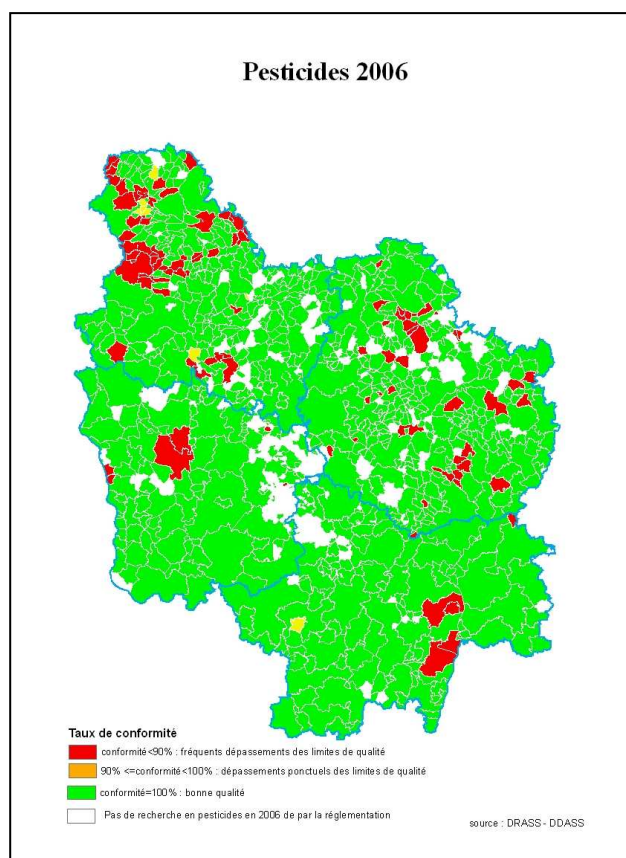 Pesticides 2006
Taux de conformité
conformité<90% : fréquents dépassements des limites de qualité
90% <=conformité<100% : dépassements ponctuels des limites de qualité
conformité=100% : bonne qualité
Pas de recherche en pesticides en 2006 de par la réglementation
source : DRASS - DDASS